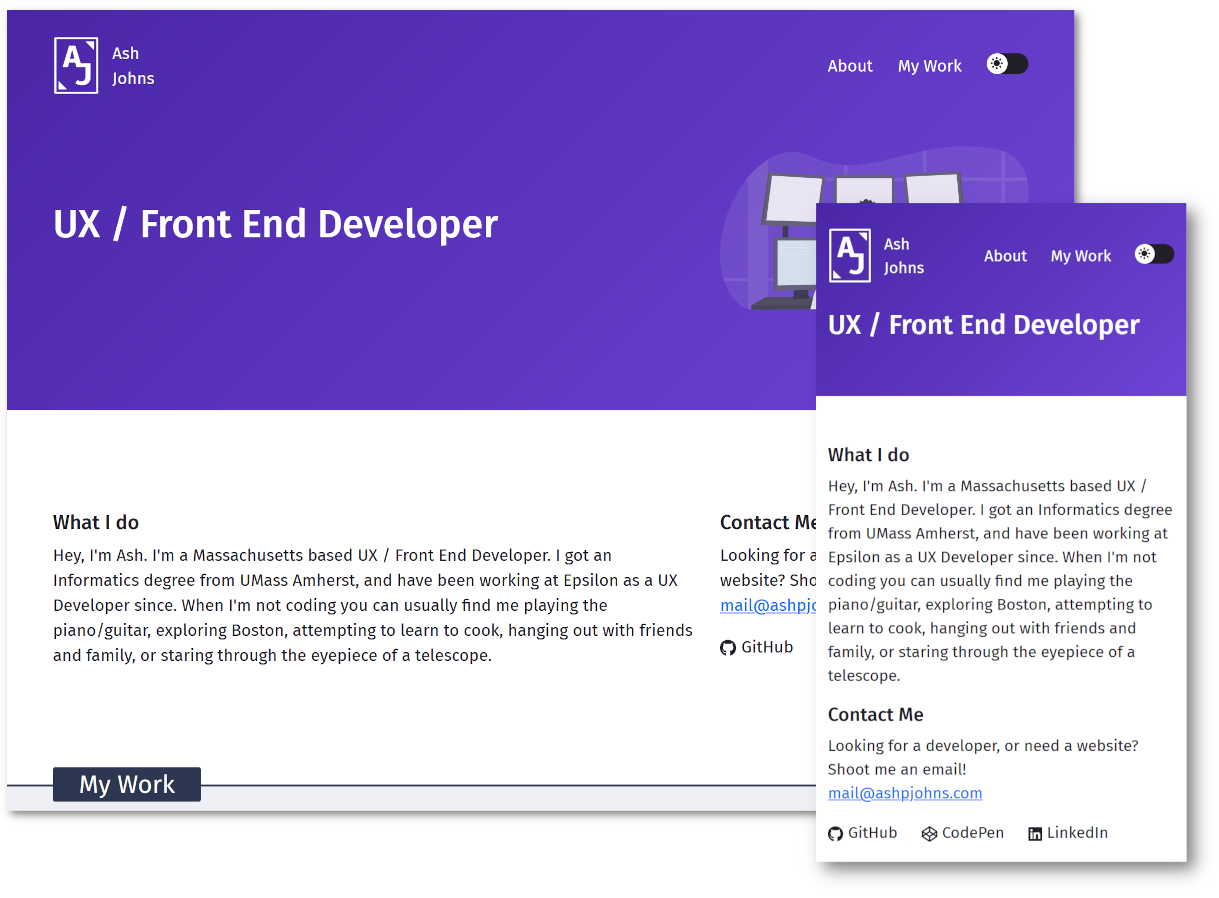 AJ
Ash
Johns
About
My Work
UX / Front End Developer
What I do
Hey, I'm Ash. I'm a Massachusetts based UX / Front End Developer. I got an
Informatics degree from UMass Amherst, and have been working at Epsilon as a UX
Developer since. When I'm not coding you can usually find me playing the
piano/guitar, exploring Boston, attempting to learn to cook, hanging out with friends
and family, or staring through the eyepiece of a telescope.
Contact Me
Looking for a
website? Sho
mail@ashpjo
GitHub
My Work
AJ
Ash
Johns
About
My Work
UX / Front End Developer
What I do
Hey, I'm Ash. I'm a Massachusetts based UX /
Front End Developer. I got an Informatics degree
from UMass Amherst, and have been working at
Epsilon as a UX Developer since. When I'm not
coding you can usually find me playing the
piano/guitar, exploring Boston, attempting to
learn to cook, hanging out with friends and
family, or staring through the eyepiece of a
telescope.
Contact Me
Looking for a developer, or need a website?
Shoot me an email!
mail@ashpjohns.com
GitHub
CodePen
LinkedIn